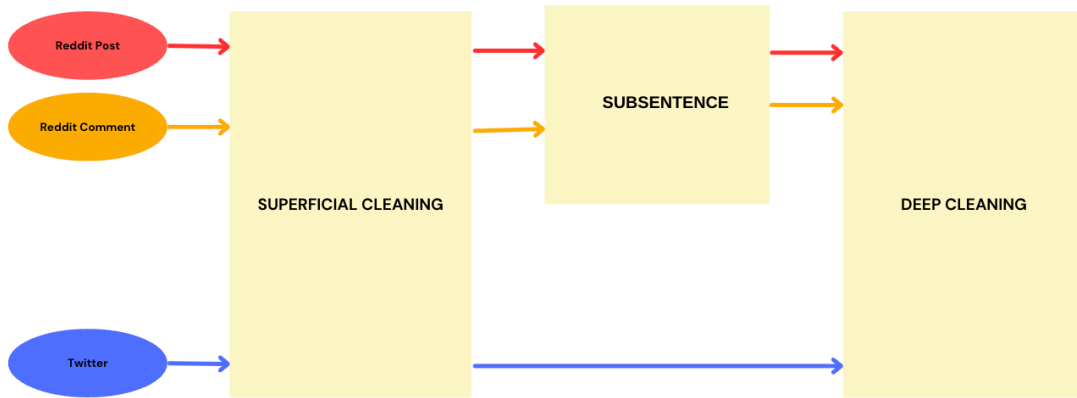 Reddit Post
Reddit Comment
SUBSENTENCE
SUPERFICIAL CLEANING
DEEP CLEANING
Twitter